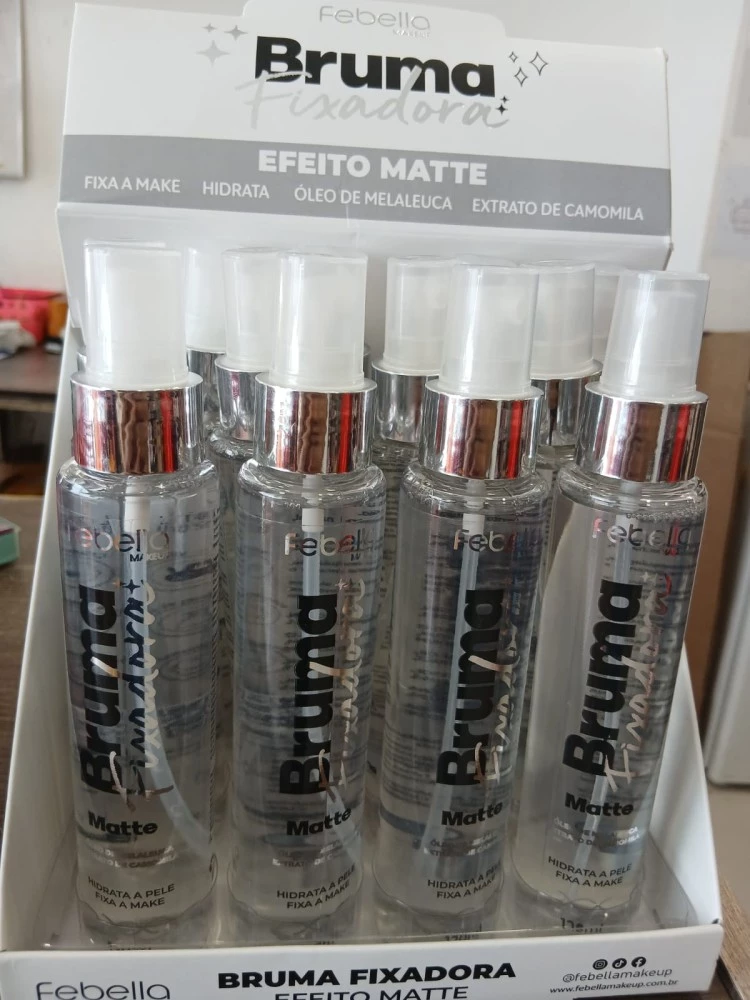 Febella
MAKEUP
Bruma
Fixadora
EFEITO MATTE
FIXA A MAKE HIDRATA ÓLEO DE MELALEUCA EXTRATO DE CAMOMILA
Febella
MAKEUP
Bruma
Fixadora
Matte
HIDRATA A PELE
FIXA A MAKE
Febella
Bruma
Fixadora
Matte
HIDRATA A PELE
FIXA A MAKE
Febella
Bruma
Fixadora
Matte
HIDRATA A PELE
FIXA A MAKE
Febella
Bruma
Fixadora
Matte
HIDRATA A PELE
FIXA A MAKE
Febella
BRUMA FIXADORA
EFEITO MATTE
@febellamakeup
www.febellamakeup.com.br